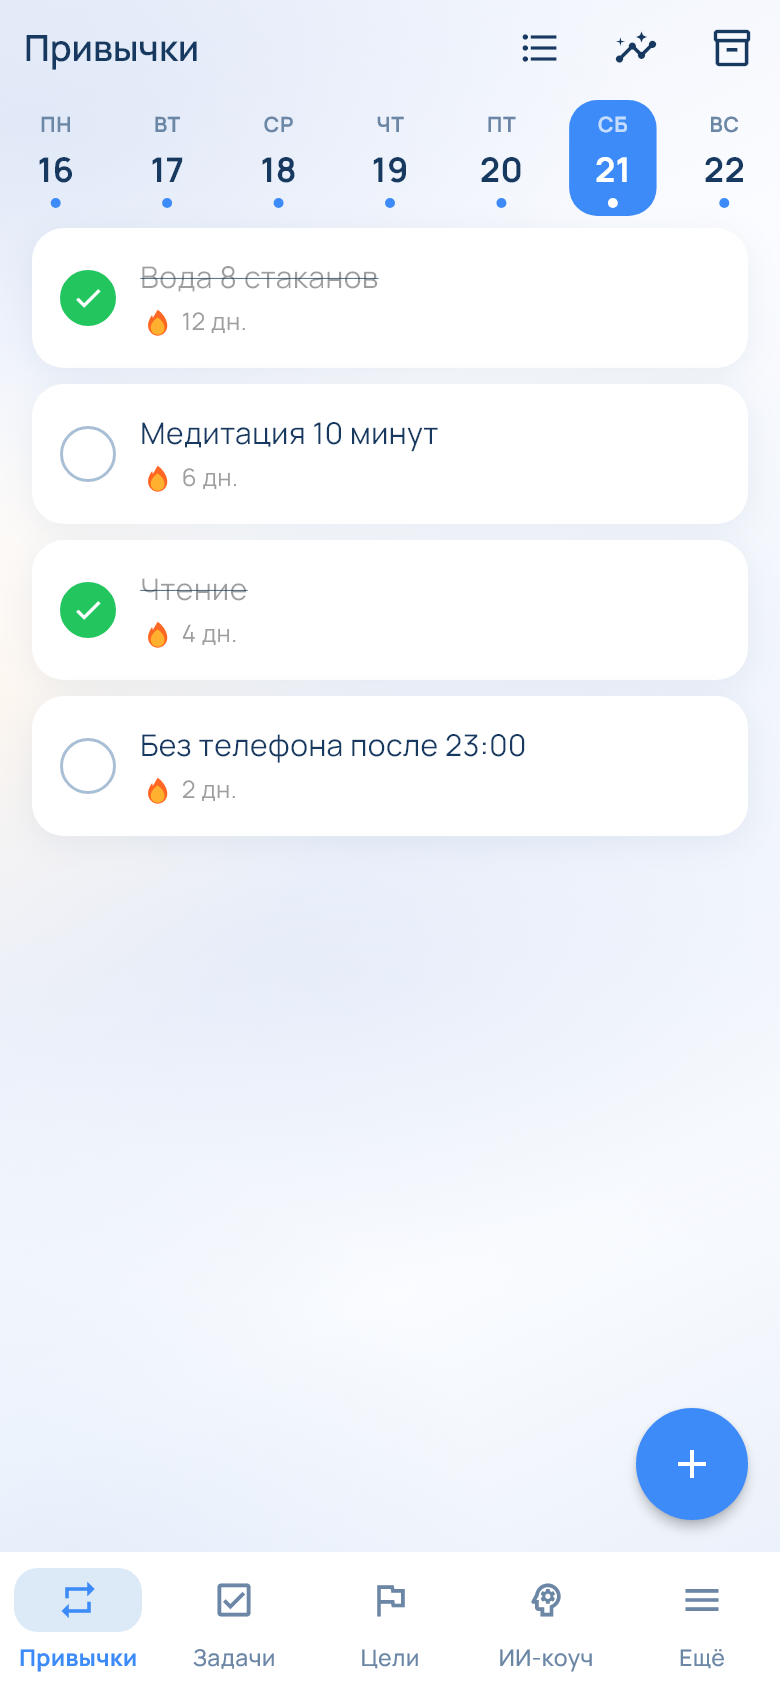 Привычки
ПН ВТ СР ЧТ ПТ СБ ВС
16 17 18 19 20 21 22
Вода 8 стаканов
12 дн.
Медитация 10 минут
6 дн.
Чтение
4 дн.
Без телефона после 23:00
2 дн.
Привычки Задачи Цели ИИ-коуч Ещё